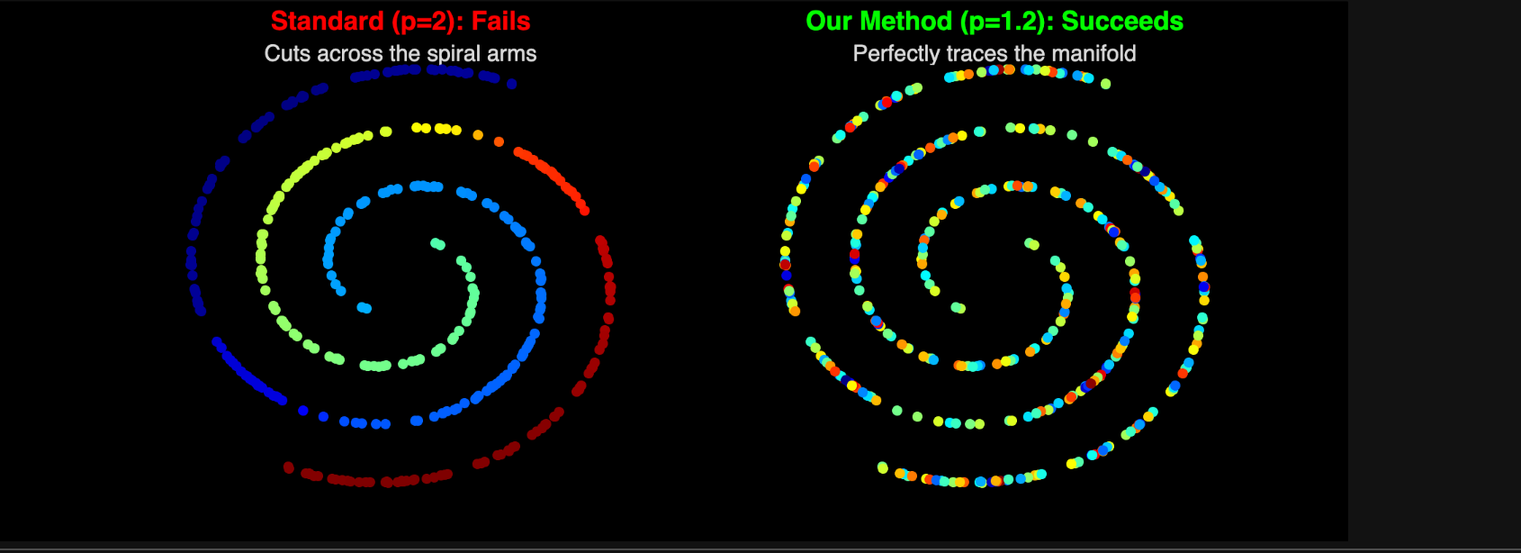 Standard (p=2): Fails
Cuts across the spiral arms
Our Method (p=1.2): Succeeds
Perfectly traces the manifold